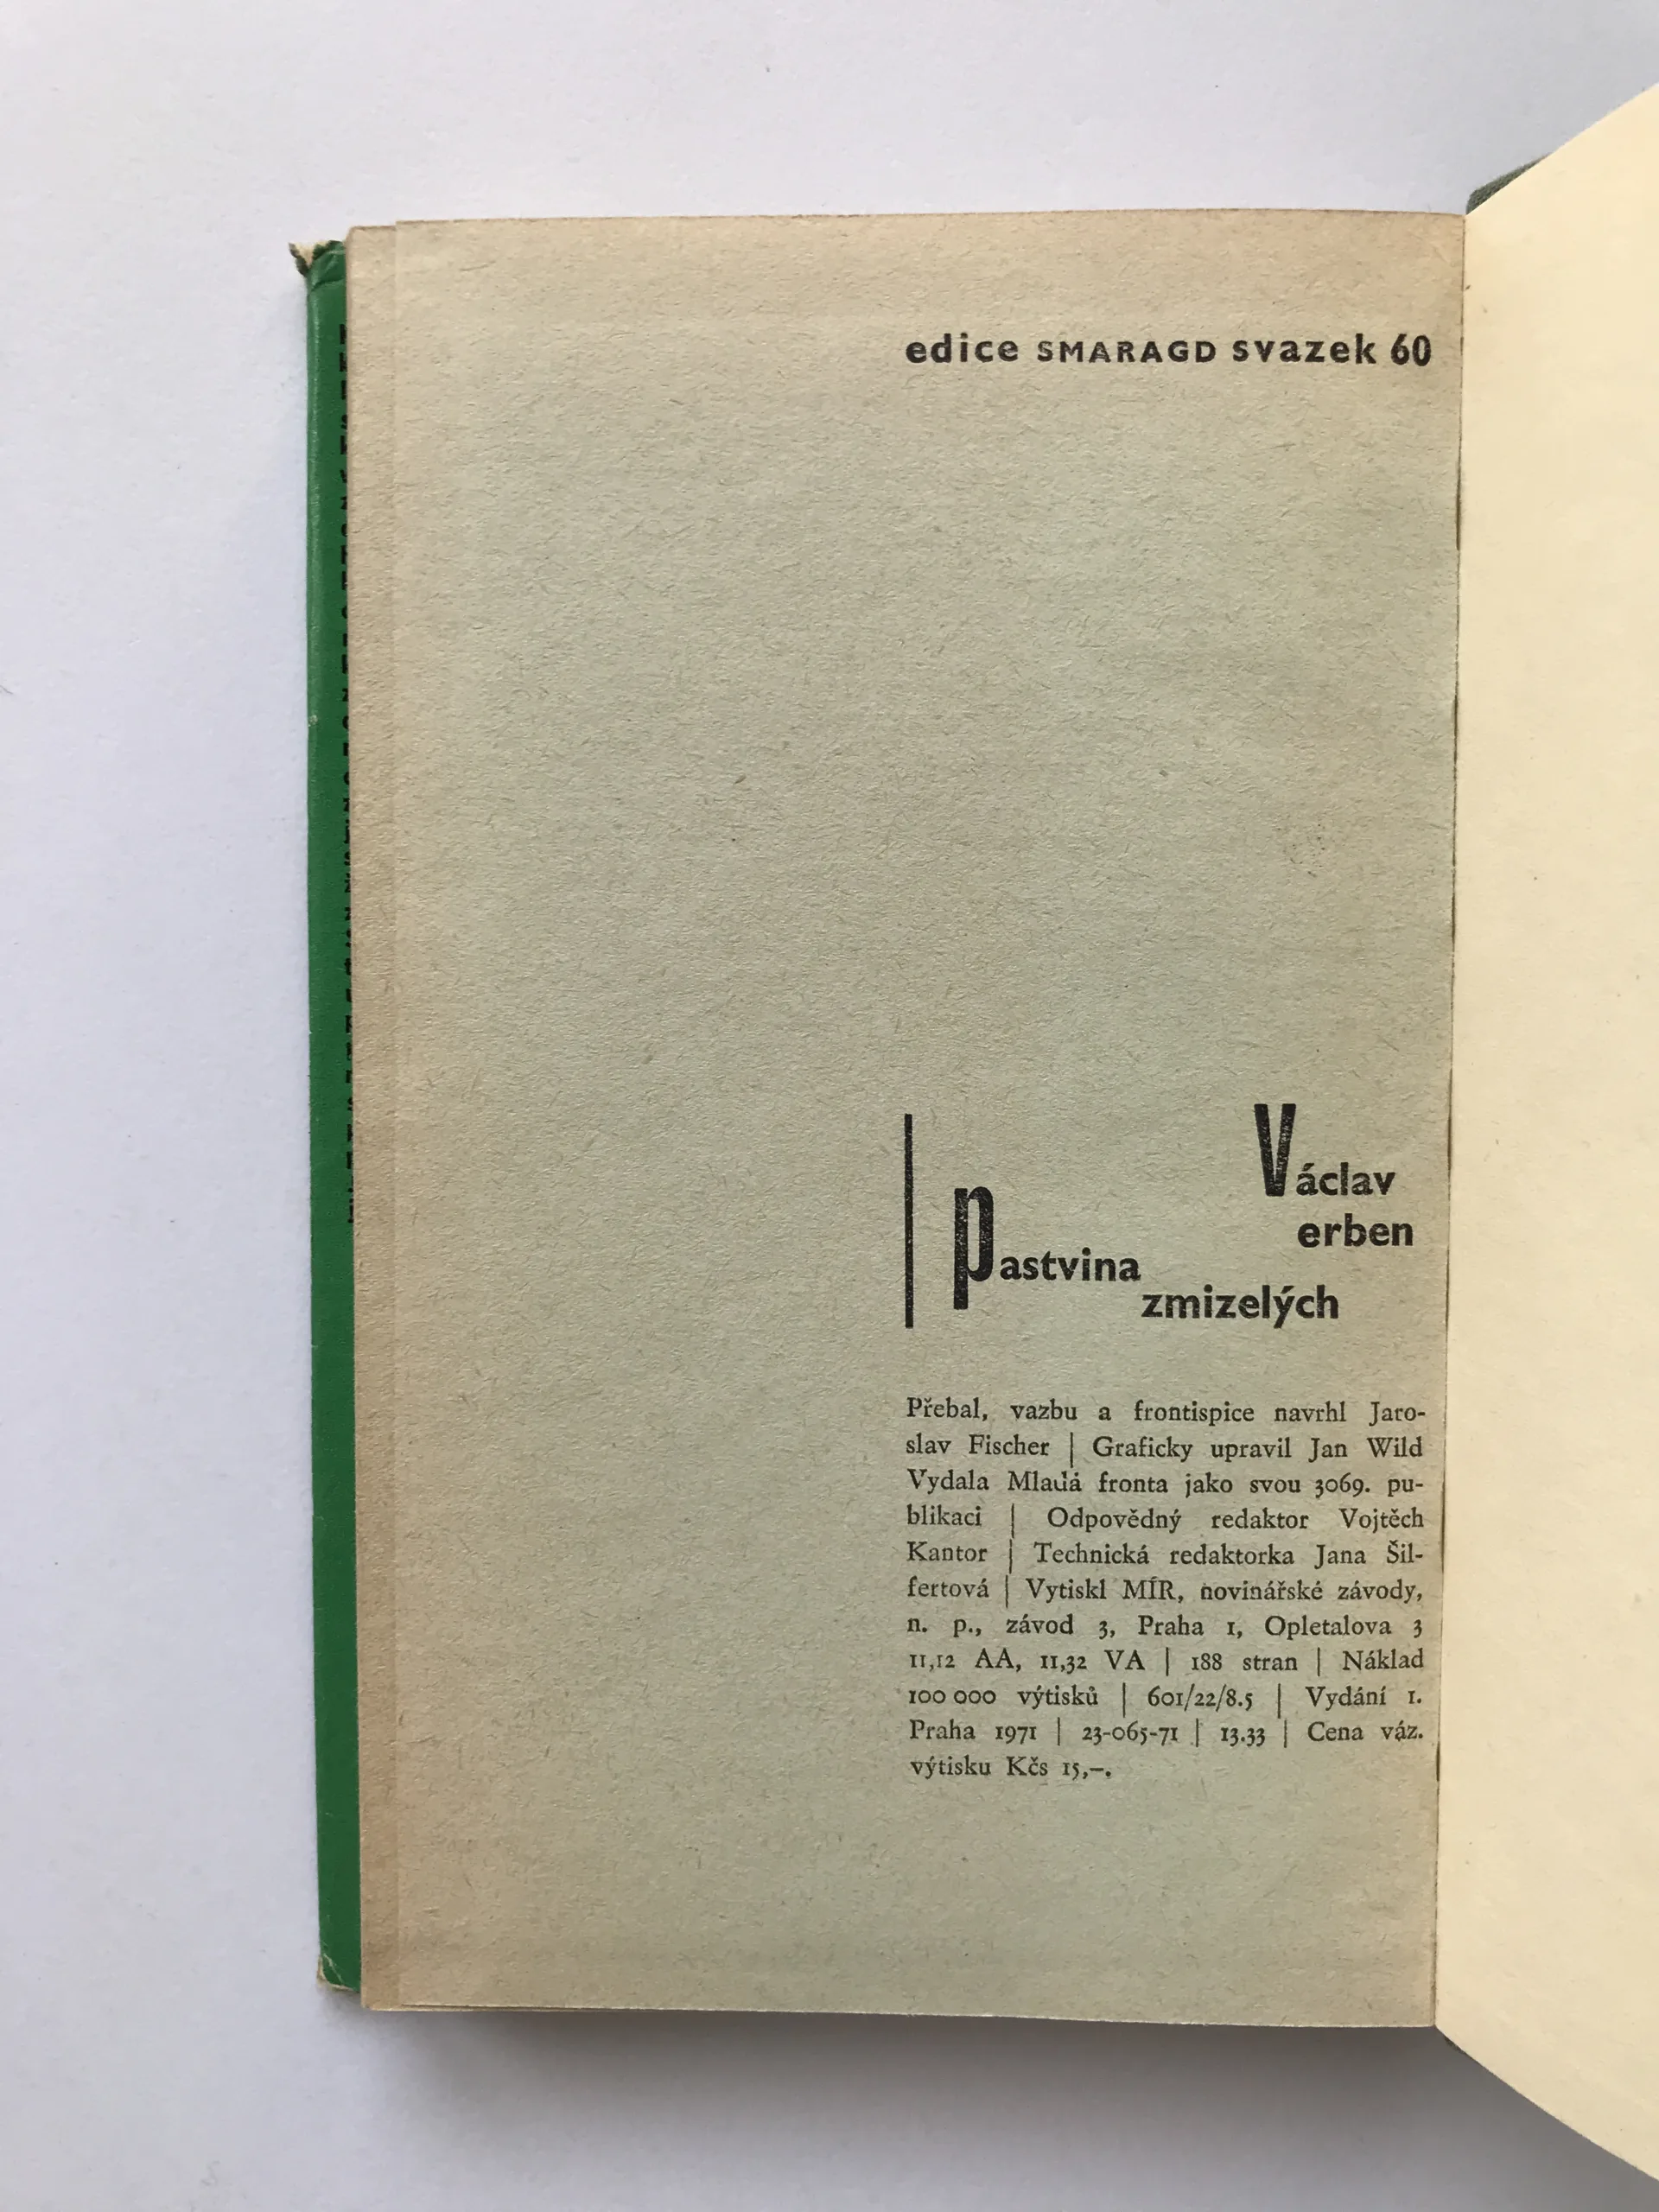 edice SMARAGD svazek 60
Václav
erben
pastvina
zmizelých
Přebal, vazbu a frontispice navrhl Jaro-
slav Fischer | Graficky upravil Jan Wild
Vydala Mladá fronta jako svou 3069. pu-
blikaci | Odpovědný redaktor Vojtěch
Kantor | Technická redaktorka Jana Šil-
fertová | Vytiskl MÍR, novinářské závody,
n. p., závod 3, Praha 1, Opletalova 3
11,12 AA, 11,32 VA | 188 stran | Náklad
100 000 výtisků | 601/22/8.5 | Vydání 1.
Praha 1971 | 23-065-71 | 13.33 | Cena váz.
výtisku Kčs 15,–.